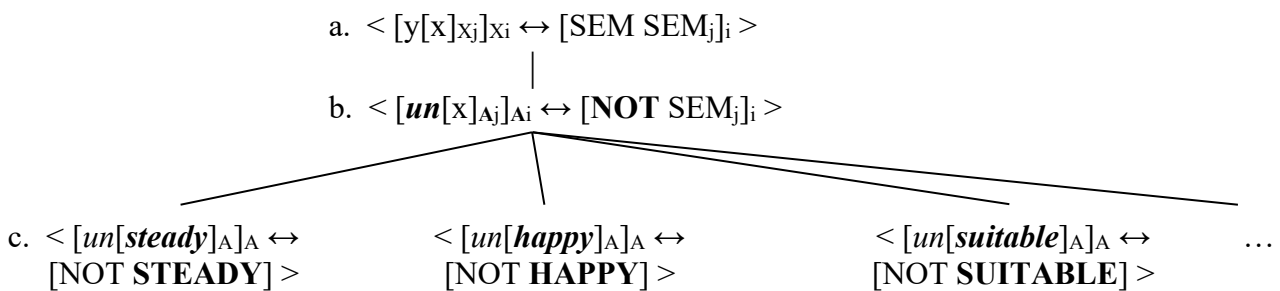 a. < [y[x]Xj]Xi ↔ [SEM SEMj]i >
b. < [un[x]Aj]Ai ↔ [NOT SEMj]i >
c. < [un[steady]A]A ↔ < [un[happy]A]A ↔ < [un[suitable]A]A ↔ …
[NOT STEADY] > [NOT HAPPY] > [NOT SUITABLE] >